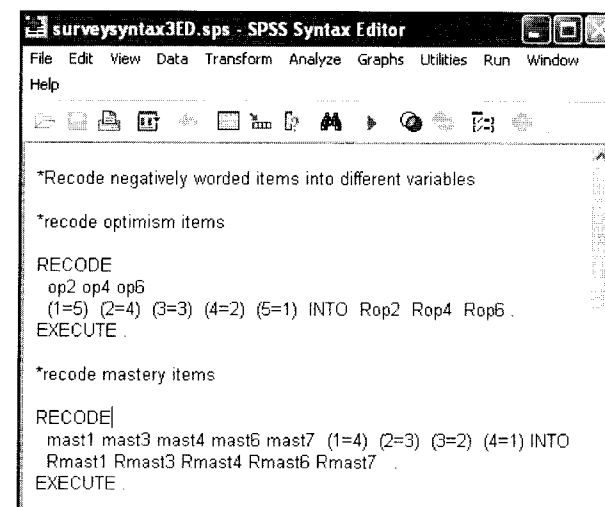 surveysyntax3ED.sps - SPSS Syntax Editor
File Edit View Data Transform Analyze Graphs Utilities Run Window
Help
*Recode negatively worded items into different variables
*recode optimism items
RECODE
op2 op4 op6
(1=5) (2=4) (3=3) (4=2) (5=1) INTO Rop2 Rop4 Rop6 .
EXECUTE .
*recode mastery items
RECODE
mast1 mast3 mast4 mast6 mast7 (1=4) (2=3) (3=2) (4=1) INTO
Rmast1 Rmast3 Rmast4 Rmast6 Rmast7 .
EXECUTE .